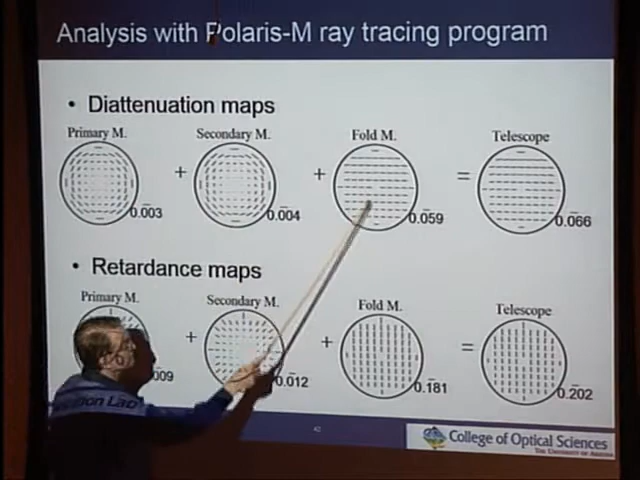 Analysis with Polaris-M ray tracing program
• Diattenuation maps
Primary M.
Secondary M.
Fold M.
Telescope
+
+
=
0.003
0.004
0.059
0.066
• Retardance maps
Primary M.
Secondary M.
Fold M.
Telescope
+
+
=
009
0.012
0.181
0.202
Lab
42
College of Optical Sciences
THE UNIVERSITY OF ARIZONA